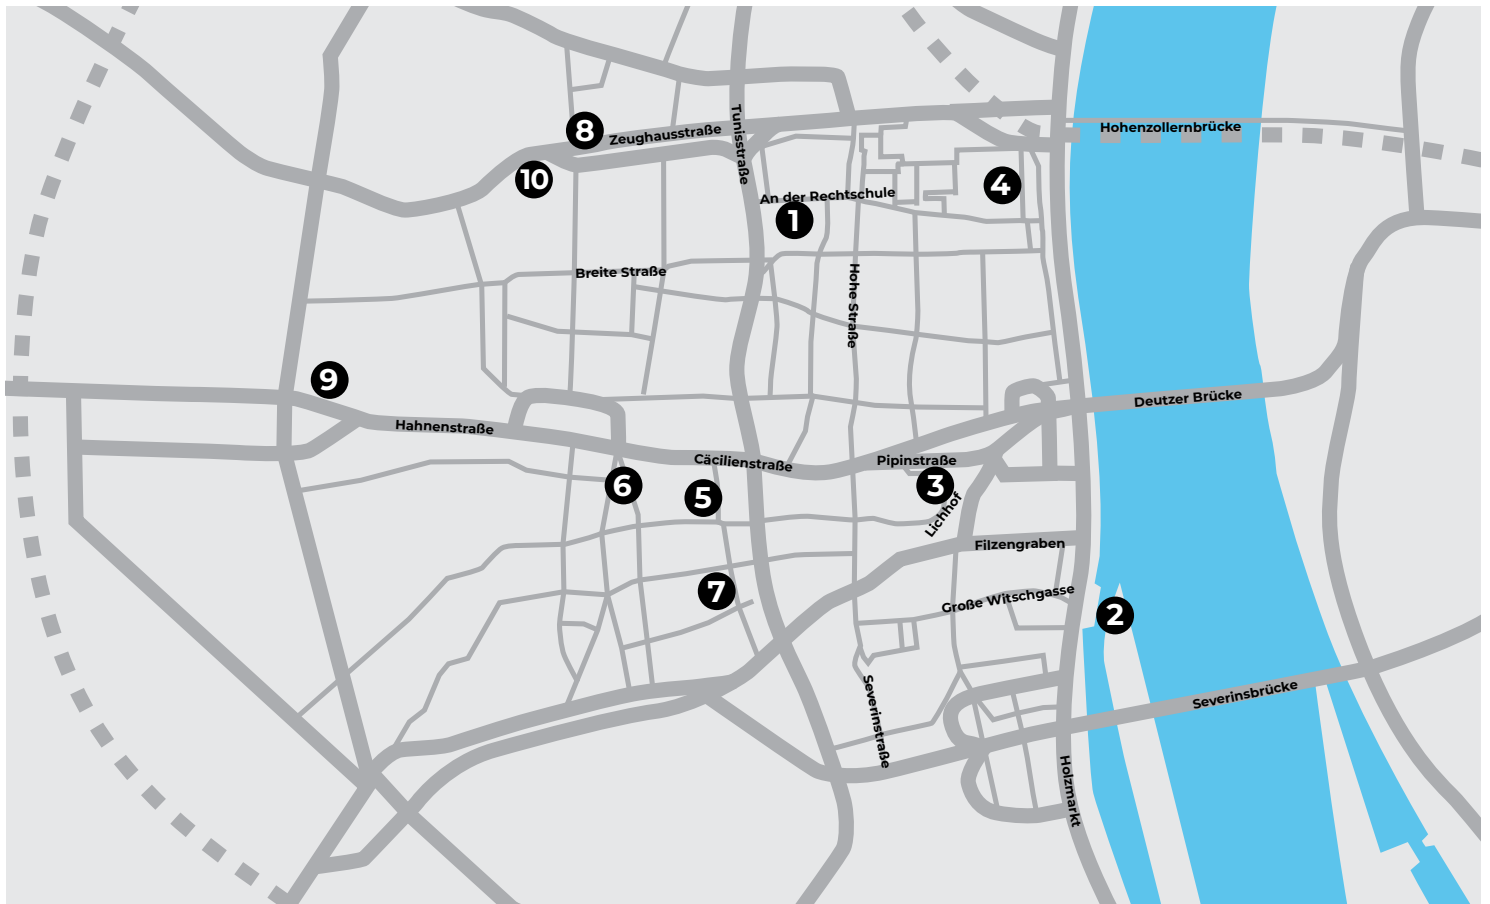 Tunisstraße
Hohenzollernbrücke
8
Zeughausstraße
10
4
An der Rechtschule
1
Breite Straße
Hohe Straße
9
Deutzer Brücke
Hahnenstraße
Cäcilienstraße
Pipinstraße
6
5
3
Lichhof
Filzengraben
7
Große Witschgasse
2
Severinstraße
Severinsbrücke
Holzmarkt